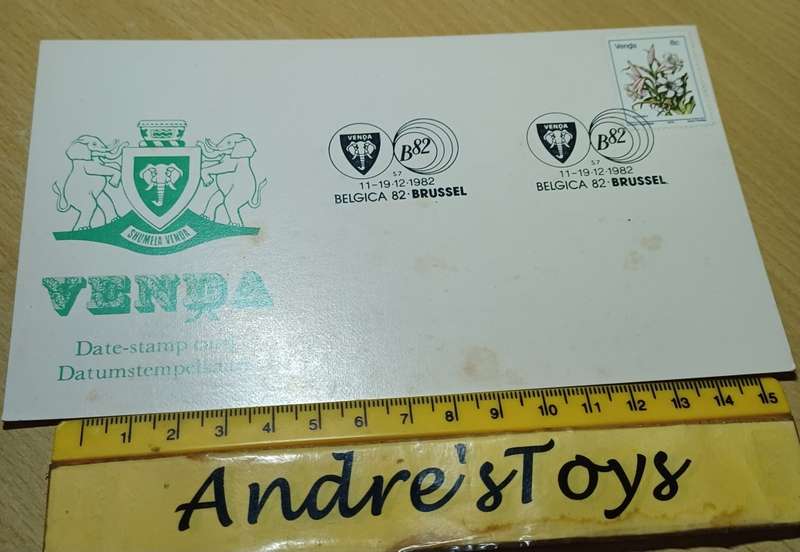 Venda 8c
VENDA
B82
S.7
11-19·12·1982
BELGICA 82·BRUSSEL
VENDA
B82
S.7
11-19·12·1982
BELGICA 82·BRUSSEL
SHUMELA VENDA
VENDA
Date-stamp card
1 2 3 4 5 6 7 8 9 10 11 12 13 14 15
Andre'sToys